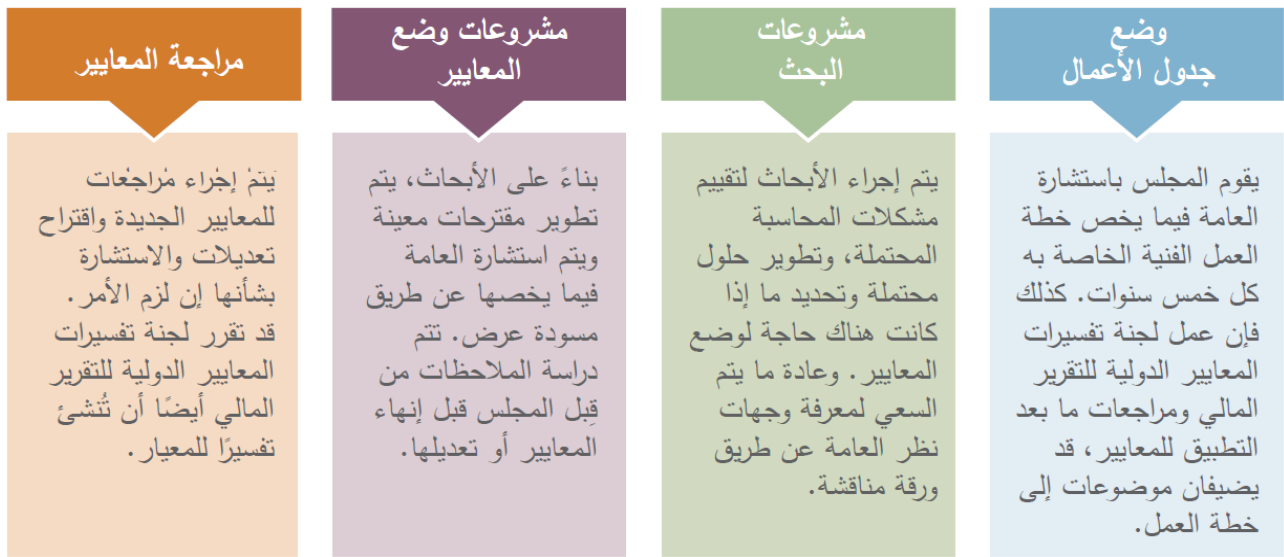 وضع
جدول الأعمال
يقوم المجلس باستشارة
العامة فيما يخص خطة
العمل الفنية الخاصة به
كل خمس سنوات. كذلك
فإن عمل لجنة تفسيرات
المعايير الدولية للتقرير
المالي ومراجعات ما بعد
التطبيق للمعايير، قد
يضيفان موضوعات إلى
خطة العمل.
مشروعات
البحث
يتم إجراء الأبحاث لتقييم
مشكلات المحاسبة
المحتملة، وتطوير حلول
محتملة وتحديد ما إذا
كانت هناك حاجة لوضع
المعايير. وعادة ما يتم
السعي لمعرفة وجهات
نظر العامة عن طريق
ورقة مناقشة.
مشروعات وضع
المعايير
بناءً على الأبحاث، يتم
تطوير مقترحات معينة
ويتم استشارة العامة
فيما يخصها عن طريق
مسودة عرض. تتم
دراسة الملاحظات من
قِبل المجلس قبل إنهاء
المعايير أو تعديلها.
مراجعة المعايير
يَتمْ إجْراء مْراجعْات
للمعايير الجديدة واقتراح
تعديلات والاستشارة
بشأنها إن لزم الأمر.
قد تقرر لجنة تفسيرات
المعايير الدولية للتقرير
المالي أيضًا أن تُنشئ
تفسيرًا للمعيار.